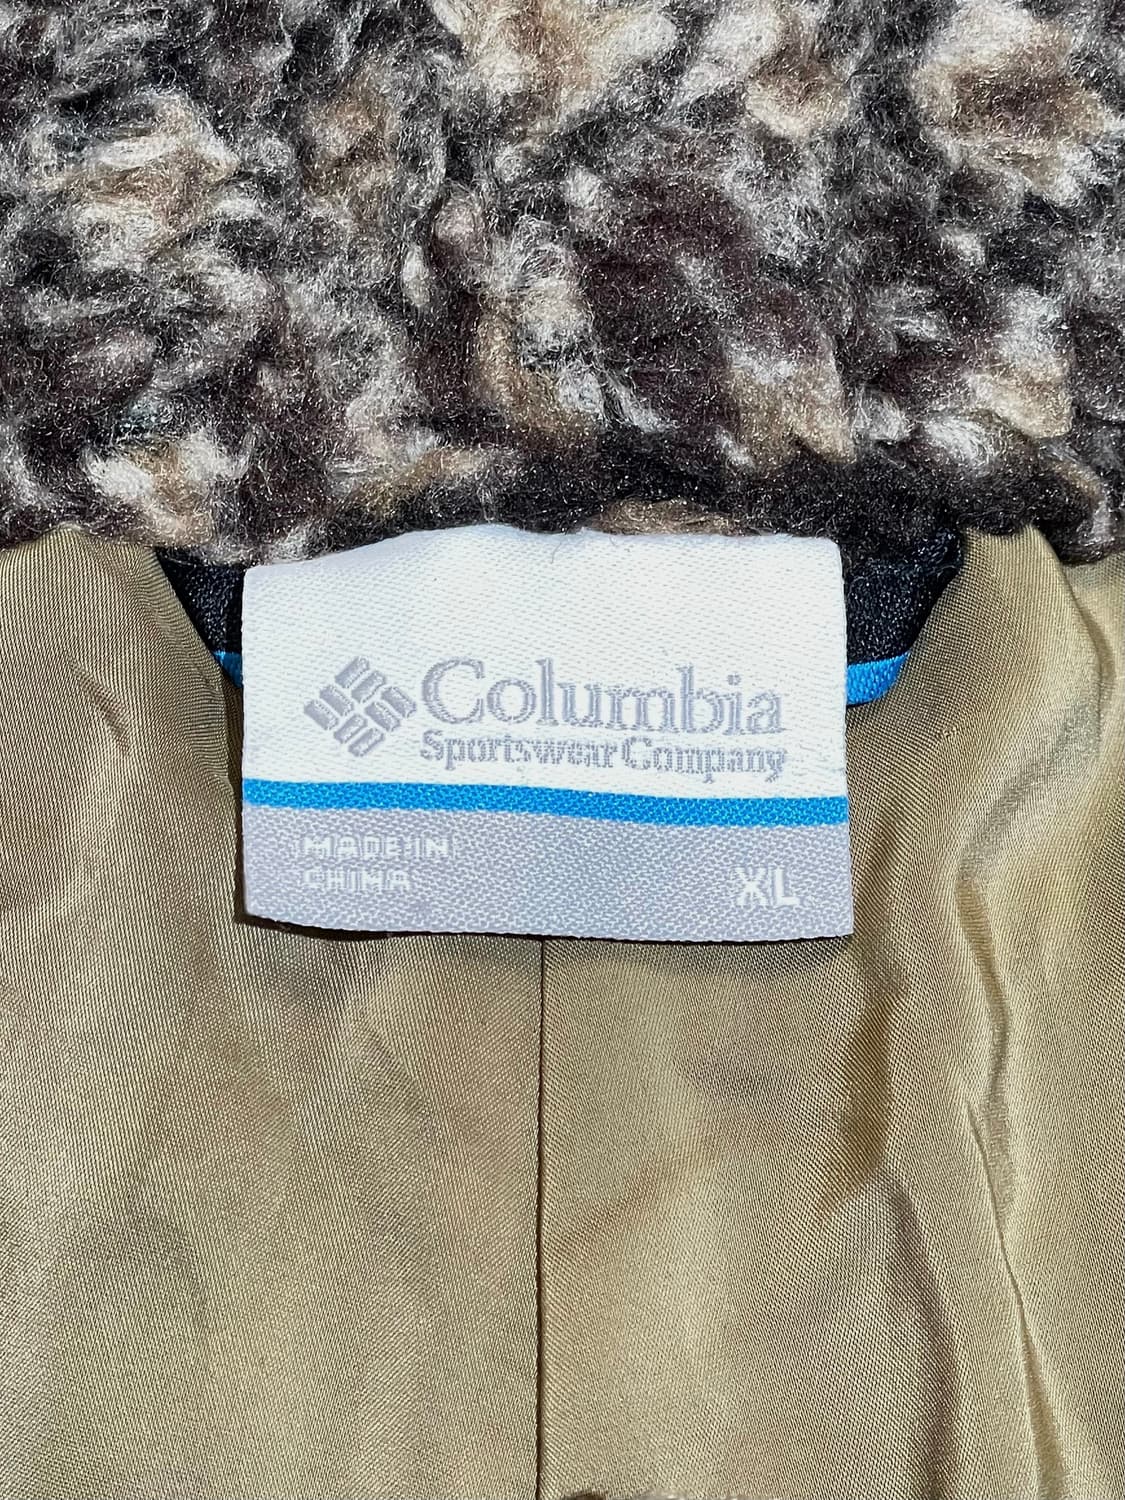 Columbia
Sportswear Company
MADE IN
CHINA
XL